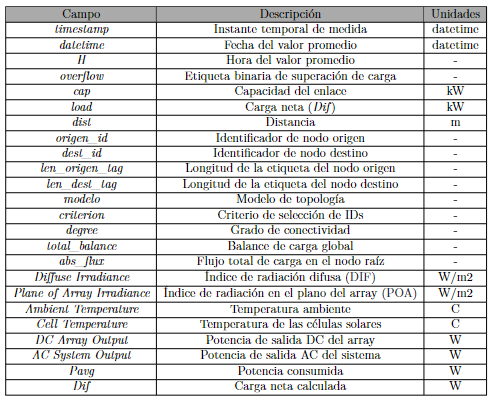 Campo Descripción Unidades
timestamp Instante temporal de medida datetime
datetime Fecha del valor promedio datetime
H Hora del valor promedio -
overflow Etiqueta binaria de superación de carga -
cap Capacidad del enlace kW
load Carga neta (Dif) kW
dist Distancia m
origen_id Identificador de nodo origen -
dest_id Identificador de nodo destino -
len_origen_tag Longitud de la etiqueta del nodo origen -
len_dest_tag Longitud de la etiqueta del nodo destino -
modelo Modelo de topología -
criterion Criterio de selección de IDs -
degree Grado de conectividad -
total_balance Balance de carga global -
abs_flux Flujo total de carga en el nodo raíz -
Diffuse Irradiance Índice de radiación difusa (DIF) W/m2
Plane of Array Irradiance Índice de radiación en el plano del array (POA) W/m2
Ambient Temperature Temperatura ambiente C
Cell Temperature Temperatura de las células solares C
DC Array Output Potencia de salida DC del array W
AC System Output Potencia de salida AC del sistema W
Pavg Potencia consumida W
Dif Carga neta calculada W